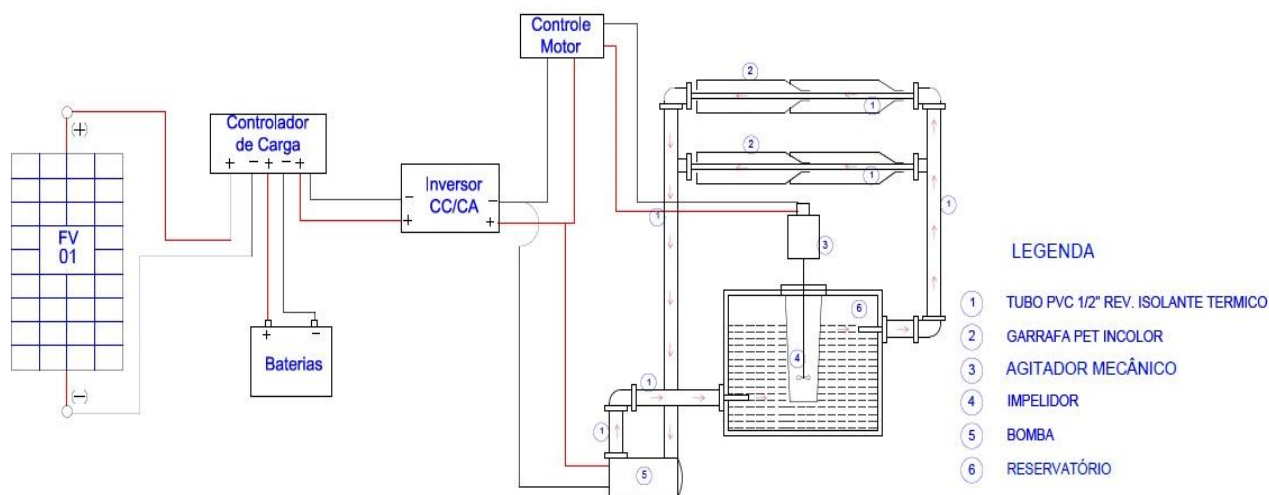 Controle
Motor
(+)
Controlador
de Carga
+ − + − +
FV
01
(−)
Inversor
CC/CA
−
+
−
+
+ −
Baterias
2
1
2
1
1
1
3
6
4
1
1
5
LEGENDA
1 TUBO PVC 1/2" REV. ISOLANTE TERMICO
2 GARRAFA PET INCOLOR
3 AGITADOR MECÂNICO
4 IMPELIDOR
5 BOMBA
6 RESERVATÓRIO